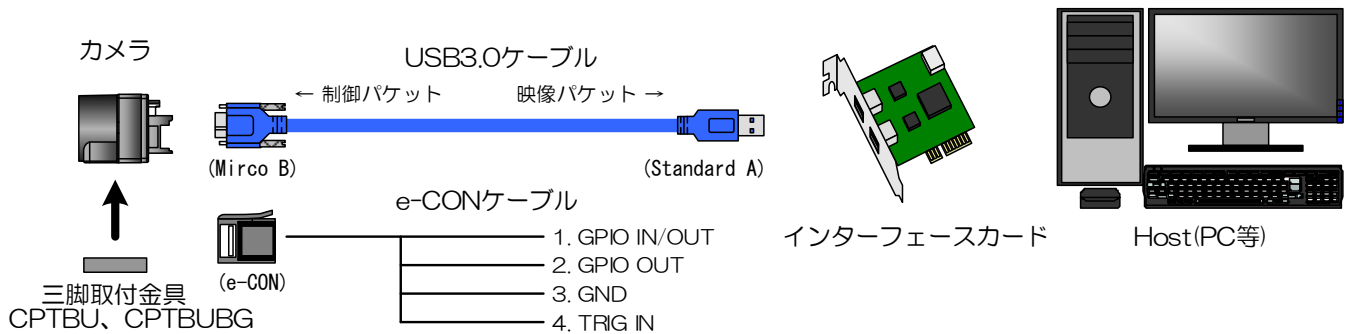 カメラ
USB3.0ケーブル
← 制御パケット
映像パケット →
(Mirco B)
(Standard A)
e-CONケーブル
1. GPIO IN/OUT
2. GPIO OUT
3. GND
4. TRIG IN
(e-CON)
三脚取付金具
CPTBU、CPTBUBG
インターフェースカード
Host(PC等)